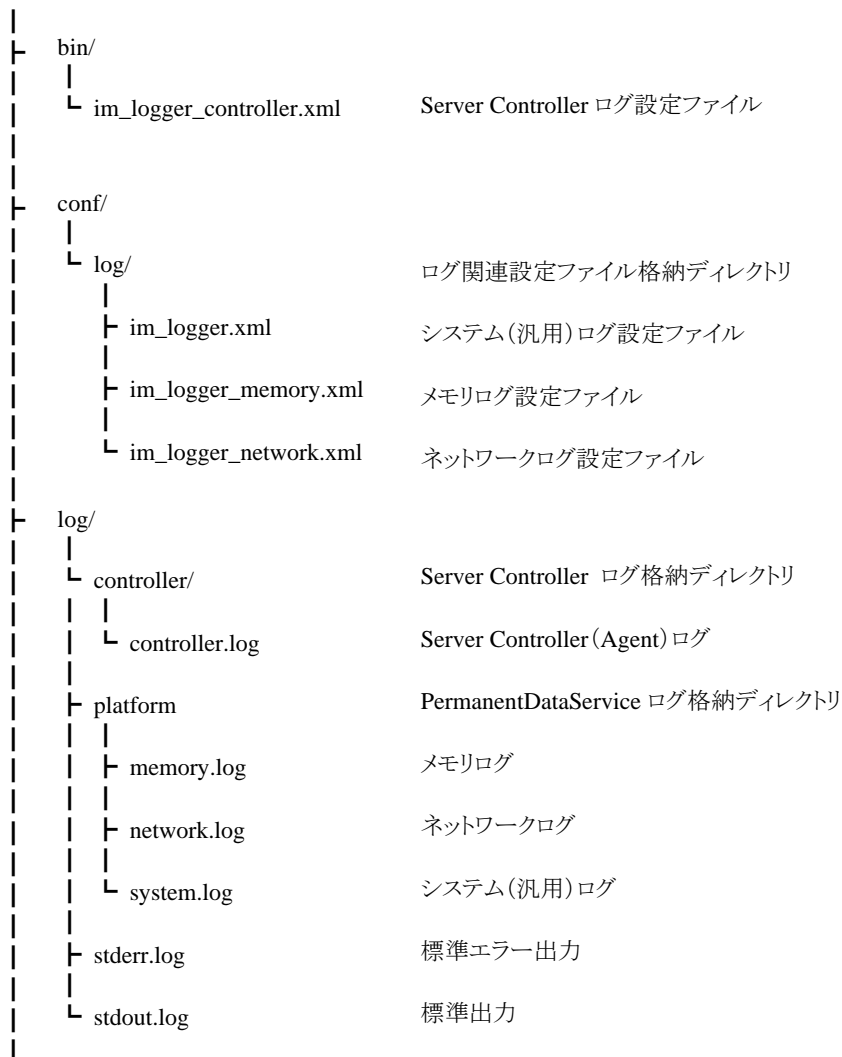 bin/
im_logger_controller.xml Server Controller ログ設定ファイル
conf/
log/ ログ関連設定ファイル格納ディレクトリ
im_logger.xml システム(汎用)ログ設定ファイル
im_logger_memory.xml メモリログ設定ファイル
im_logger_network.xml ネットワークログ設定ファイル
log/
controller/ Server Controller ログ格納ディレクトリ
controller.log Server Controller(Agent)ログ
platform PermanentDataService ログ格納ディレクトリ
memory.log メモリログ
network.log ネットワークログ
system.log システム(汎用)ログ
stderr.log 標準エラー出力
stdout.log 標準出力